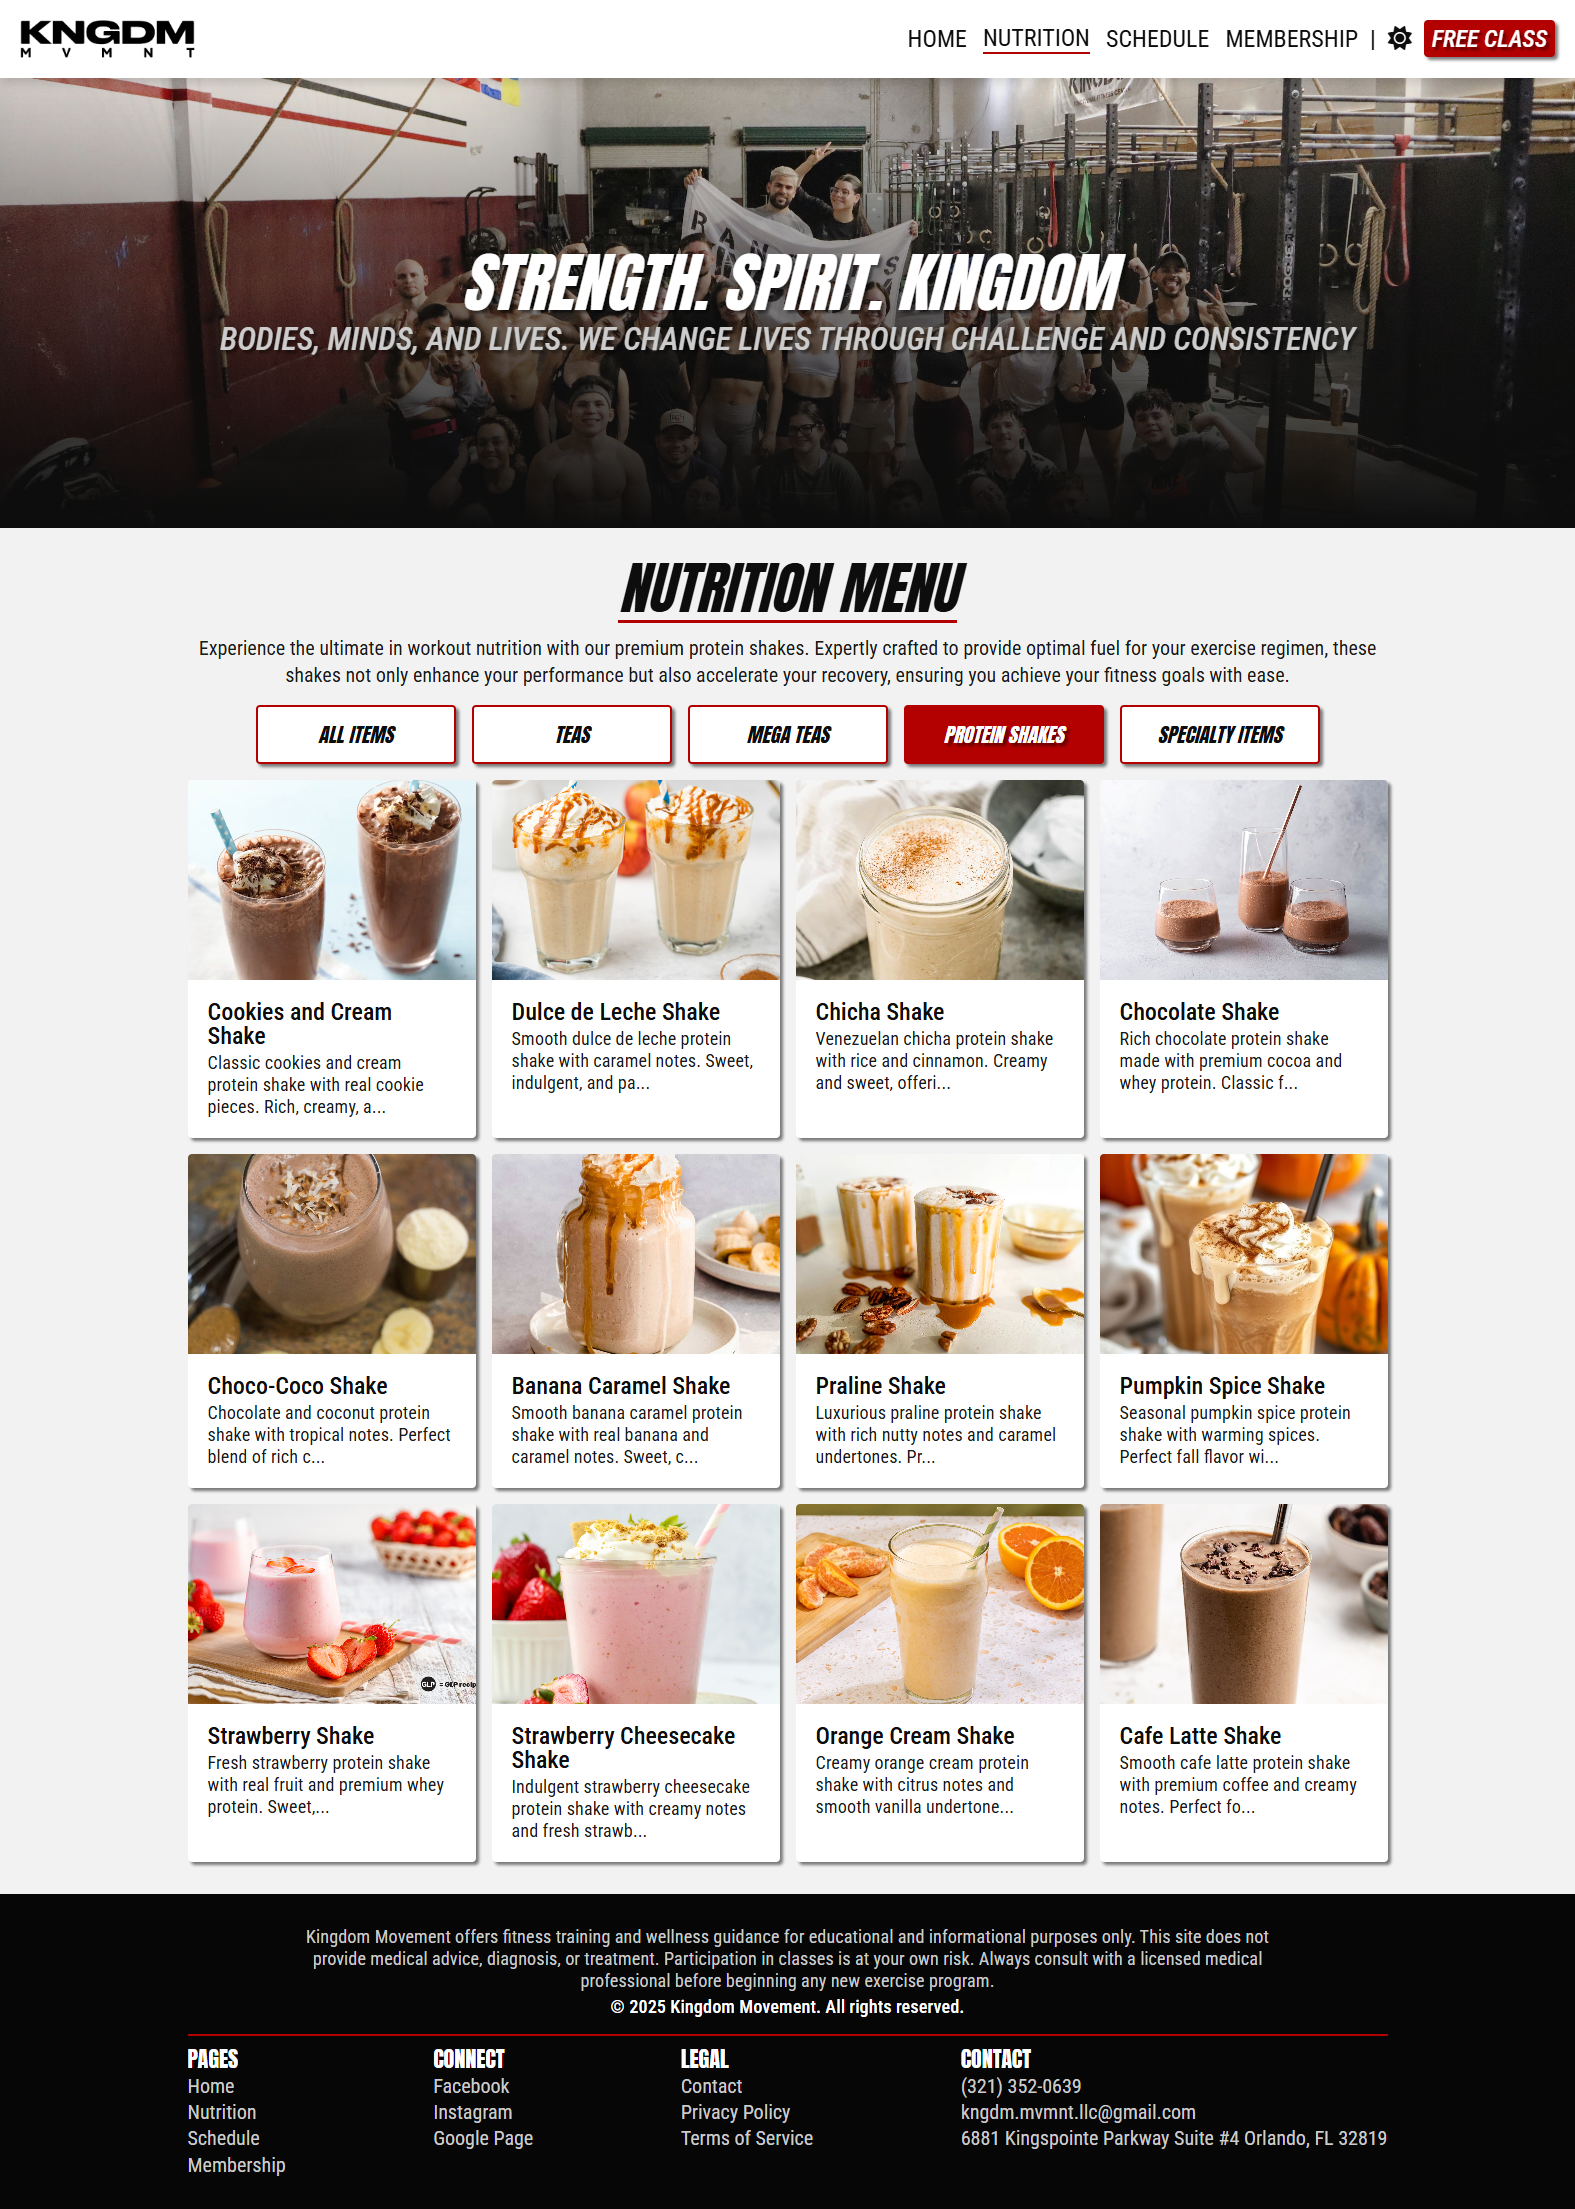 KNGDM
MVMNT
HOME NUTRITION SCHEDULE MEMBERSHIP | FREE CLASS
STRENGTH. SPIRIT. KINGDOM
BODIES, MINDS, AND LIVES. WE CHANGE LIVES THROUGH CHALLENGE AND CONSISTENCY
NUTRITION MENU
Experience the ultimate in workout nutrition with our premium protein shakes. Expertly crafted to provide optimal fuel for your exercise regimen, these
shakes not only enhance your performance but also accelerate your recovery, ensuring you achieve your fitness goals with ease.
ALL ITEMS
TEAS
MEGA TEAS
PROTEIN SHAKES
SPECIALTY ITEMS
Cookies and Cream
Shake
Classic cookies and cream
protein shake with real cookie
pieces. Rich, creamy, a...
Dulce de Leche Shake
Smooth dulce de leche protein
shake with caramel notes. Sweet,
indulgent, and pa...
Chicha Shake
Venezuelan chicha protein shake
with rice and cinnamon. Creamy
and sweet, offeri...
Chocolate Shake
Rich chocolate protein shake
made with premium cocoa and
whey protein. Classic f...
Choco-Coco Shake
Chocolate and coconut protein
shake with tropical notes. Perfect
blend of rich c...
Banana Caramel Shake
Smooth banana caramel protein
shake with real banana and
caramel notes. Sweet, c...
Praline Shake
Luxurious praline protein shake
with rich nutty notes and caramel
undertones. Pr...
Pumpkin Spice Shake
Seasonal pumpkin spice protein
shake with warming spices.
Perfect fall flavor wi...
GLP = GLP recip
Strawberry Shake
Fresh strawberry protein shake
with real fruit and premium whey
protein. Sweet,...
Strawberry Cheesecake
Shake
Indulgent strawberry cheesecake
protein shake with creamy notes
and fresh strawb...
Orange Cream Shake
Creamy orange cream protein
shake with citrus notes and
smooth vanilla undertone...
Cafe Latte Shake
Smooth cafe latte protein shake
with premium coffee and creamy
notes. Perfect fo...
Kingdom Movement offers fitness training and wellness guidance for educational and informational purposes only. This site does not
provide medical advice, diagnosis, or treatment. Participation in classes is at your own risk. Always consult with a licensed medical
professional before beginning any new exercise program.
© 2025 Kingdom Movement. All rights reserved.
PAGES
Home
Nutrition
Schedule
Membership
CONNECT
Facebook
Instagram
Google Page
LEGAL
Contact
Privacy Policy
Terms of Service
CONTACT
(321) 352-0639
kngdm.mvmnt.llc@gmail.com
6881 Kingspointe Parkway Suite #4 Orlando, FL 32819